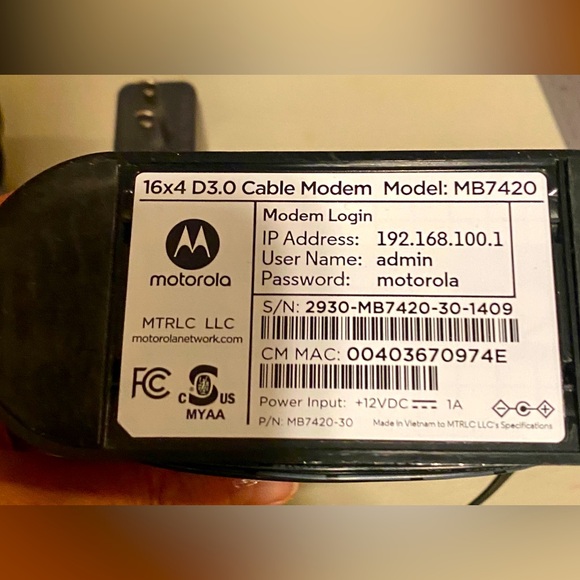 16x4 D3.0 Cable Modem Model: MB7420
motorola
MTRLC LLC
motorolanetwork.com
FC
C US
MYAA
Modem Login
IP Address: 192.168.100.1
User Name: admin
Password: motorola
S/N: 2930-MB7420-30-1409
CM MAC: 00403670974E
Power Input: +12VDC 1A
P/N: MB7420-30 Made in Vietnam to MTRLC LLC's Specifications